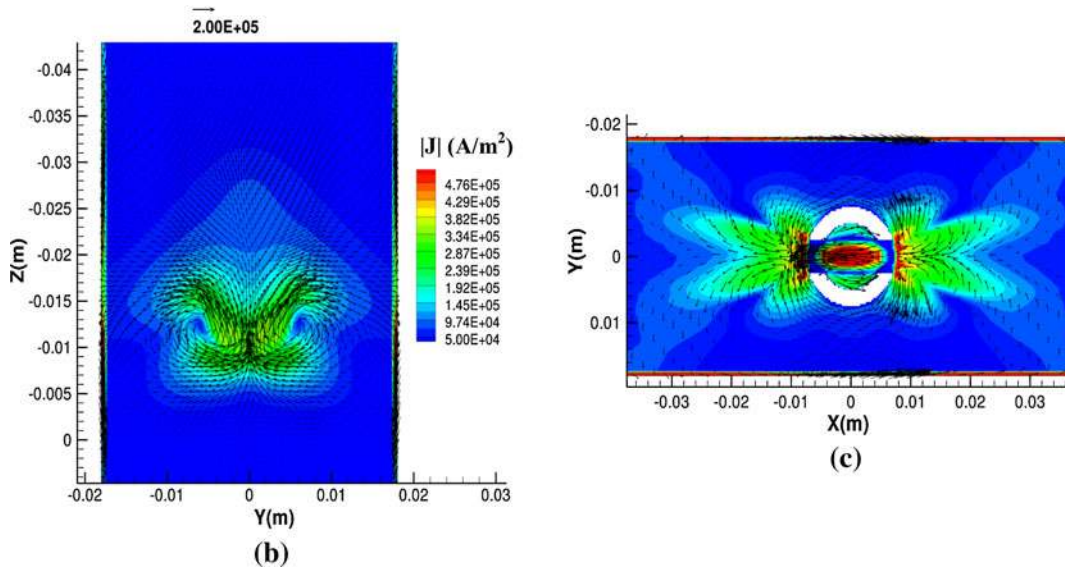 2.00E+05
-0.04
-0.035
-0.03
-0.025
-0.02
-0.015
-0.01
-0.005
0
Z(m)
-0.02 -0.01 0 0.01 0.02 0.03
Y(m)
(b)
|J| (A/m²)
4.76E+05
4.29E+05
3.82E+05
3.34E+05
2.87E+05
2.39E+05
1.92E+05
1.45E+05
9.74E+04
5.00E+04
-0.02
-0.01
0
0.01
Y(m)
-0.03 -0.02 -0.01 0 0.01 0.02 0.03
X(m)
(c)